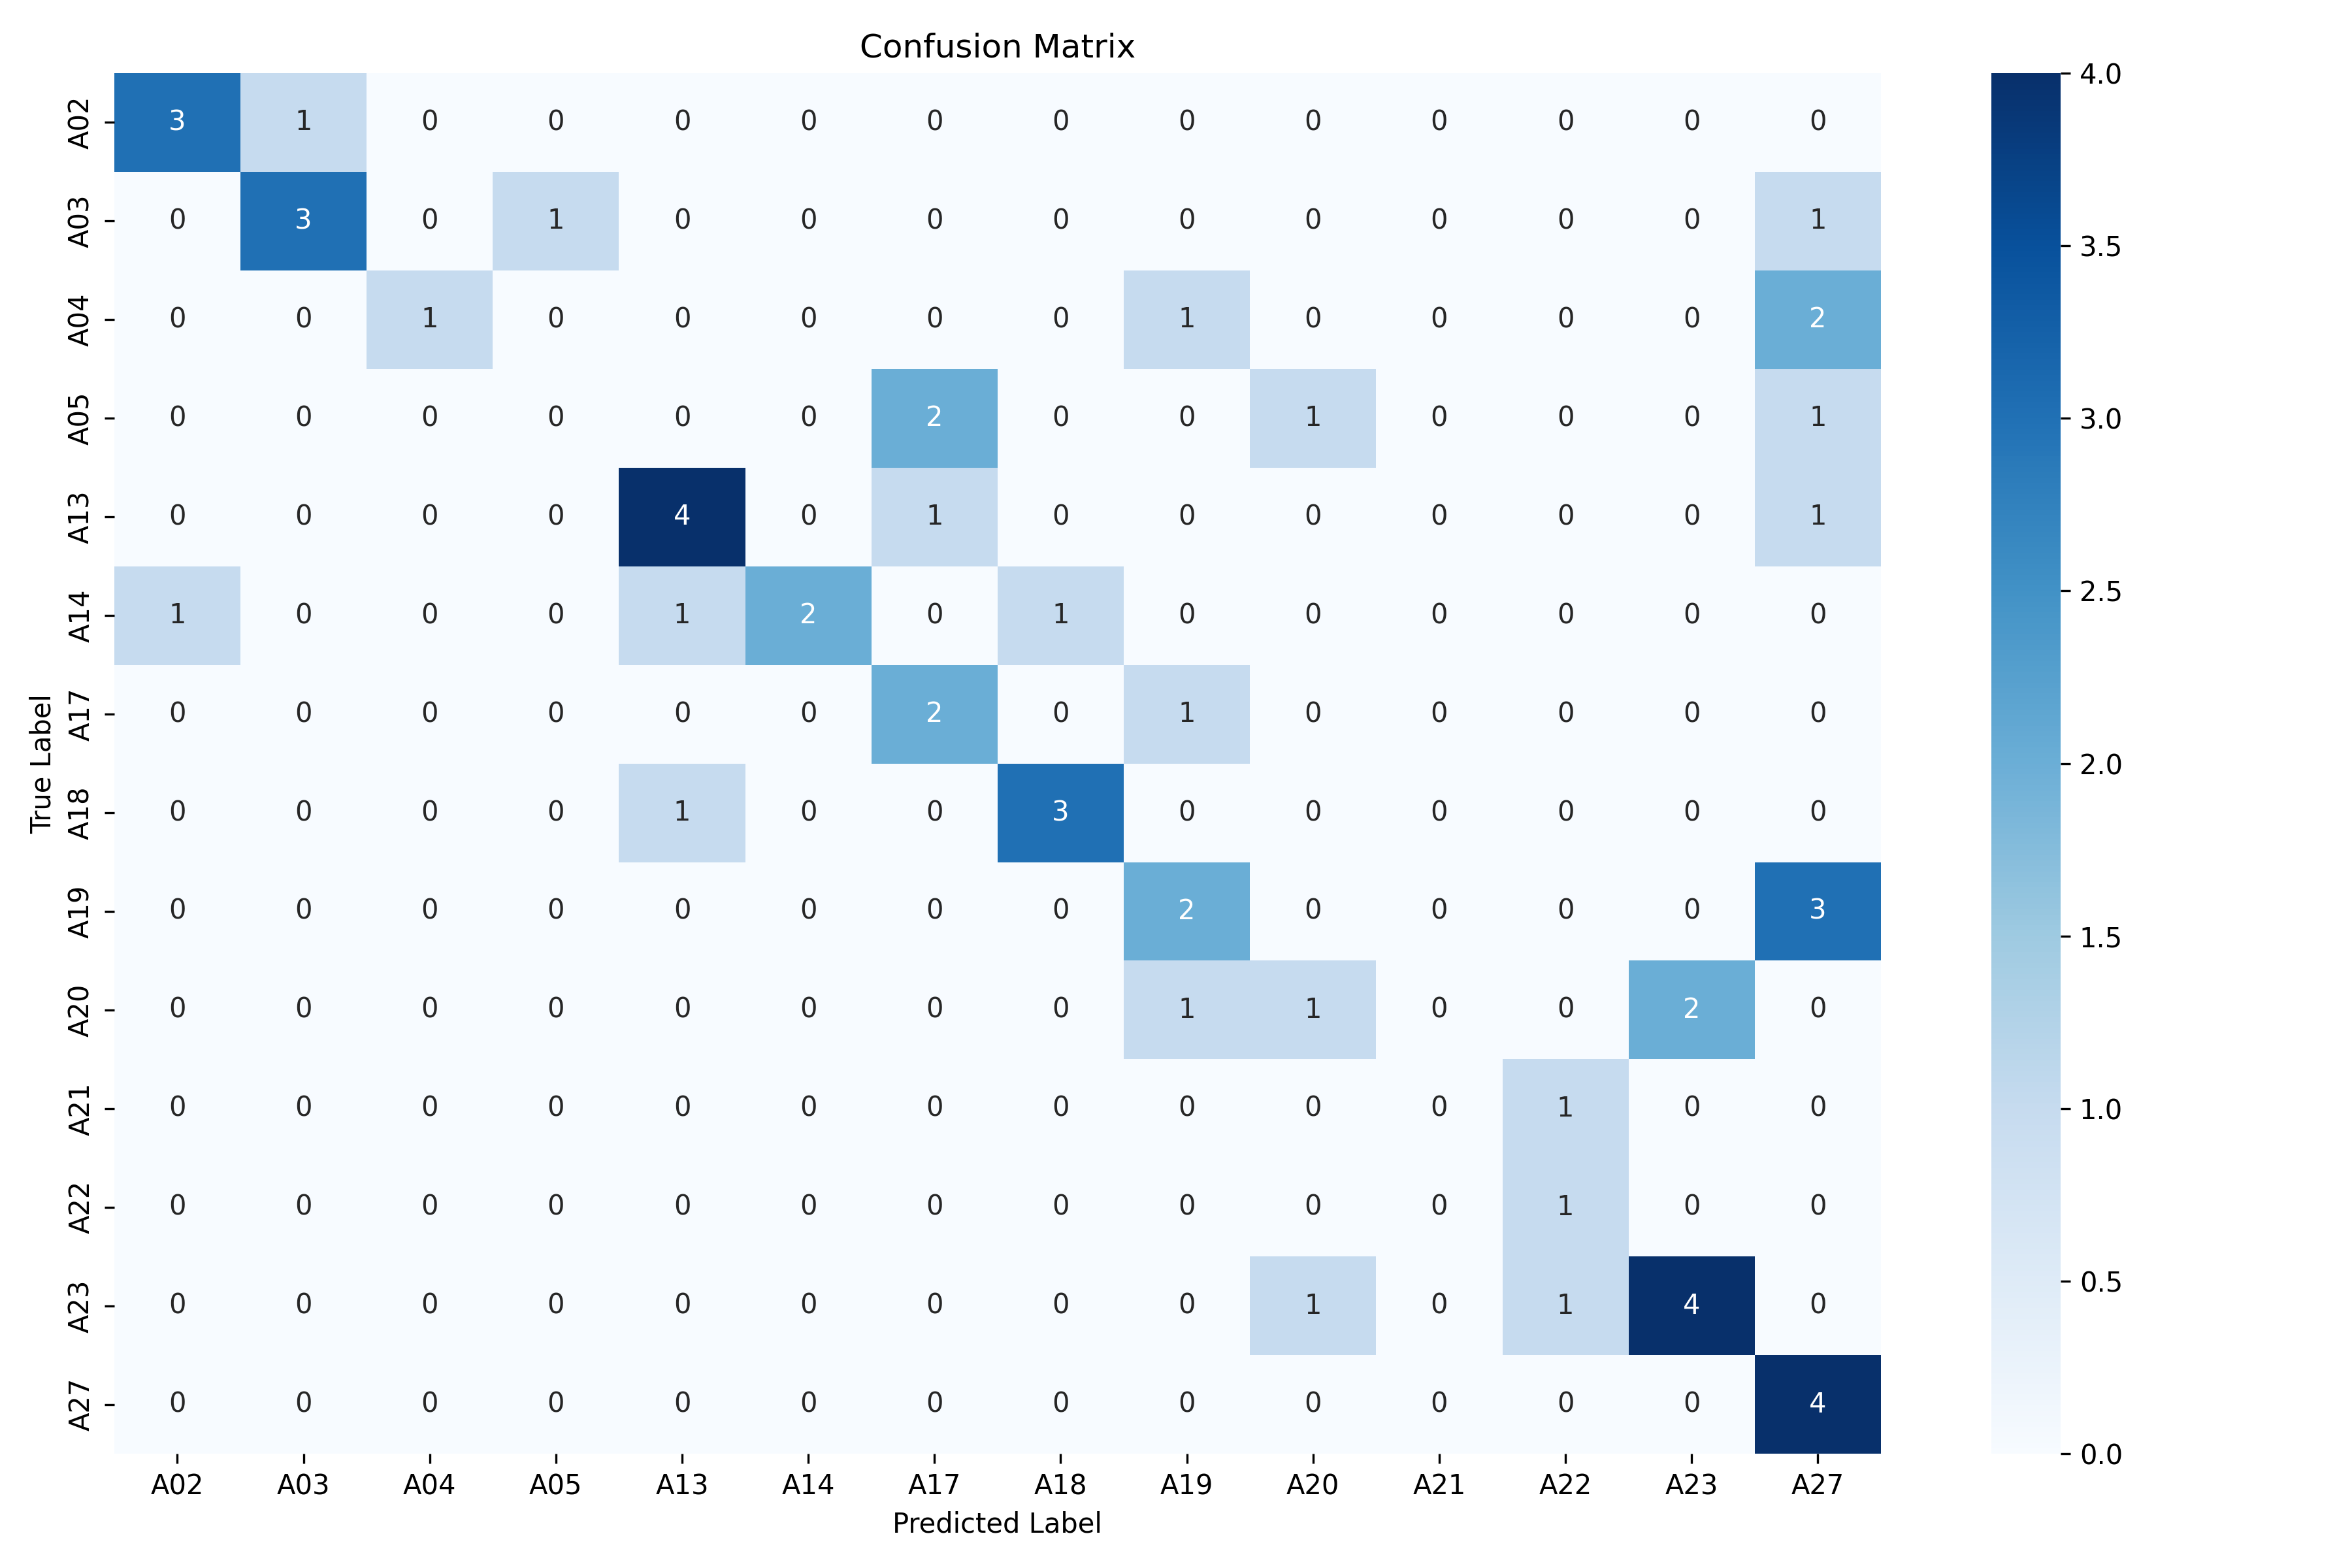 Confusion Matrix
A02 3 1 0 0 0 0 0 0 0 0 0 0 0 0
A03 0 3 0 1 0 0 0 0 0 0 0 0 0 1
A04 0 0 1 0 0 0 0 0 1 0 0 0 0 2
A05 0 0 0 0 0 0 2 0 0 1 0 0 0 1
A13 0 0 0 0 4 0 1 0 0 0 0 0 0 1
A14 1 0 0 0 1 2 0 1 0 0 0 0 0 0
A17 0 0 0 0 0 0 2 0 1 0 0 0 0 0
A18 0 0 0 0 1 0 0 3 0 0 0 0 0 0
A19 0 0 0 0 0 0 0 0 2 0 0 0 0 3
A20 0 0 0 0 0 0 0 0 1 1 0 0 2 0
A21 0 0 0 0 0 0 0 0 0 0 0 1 0 0
A22 0 0 0 0 0 0 0 0 0 0 0 1 0 0
A23 0 0 0 0 0 0 0 0 0 1 0 1 4 0
A27 0 0 0 0 0 0 0 0 0 0 0 0 0 4
A02 A03 A04 A05 A13 A14 A17 A18 A19 A20 A21 A22 A23 A27
Predicted Label
True Label
4.0
3.5
3.0
2.5
2.0
1.5
1.0
0.5
0.0